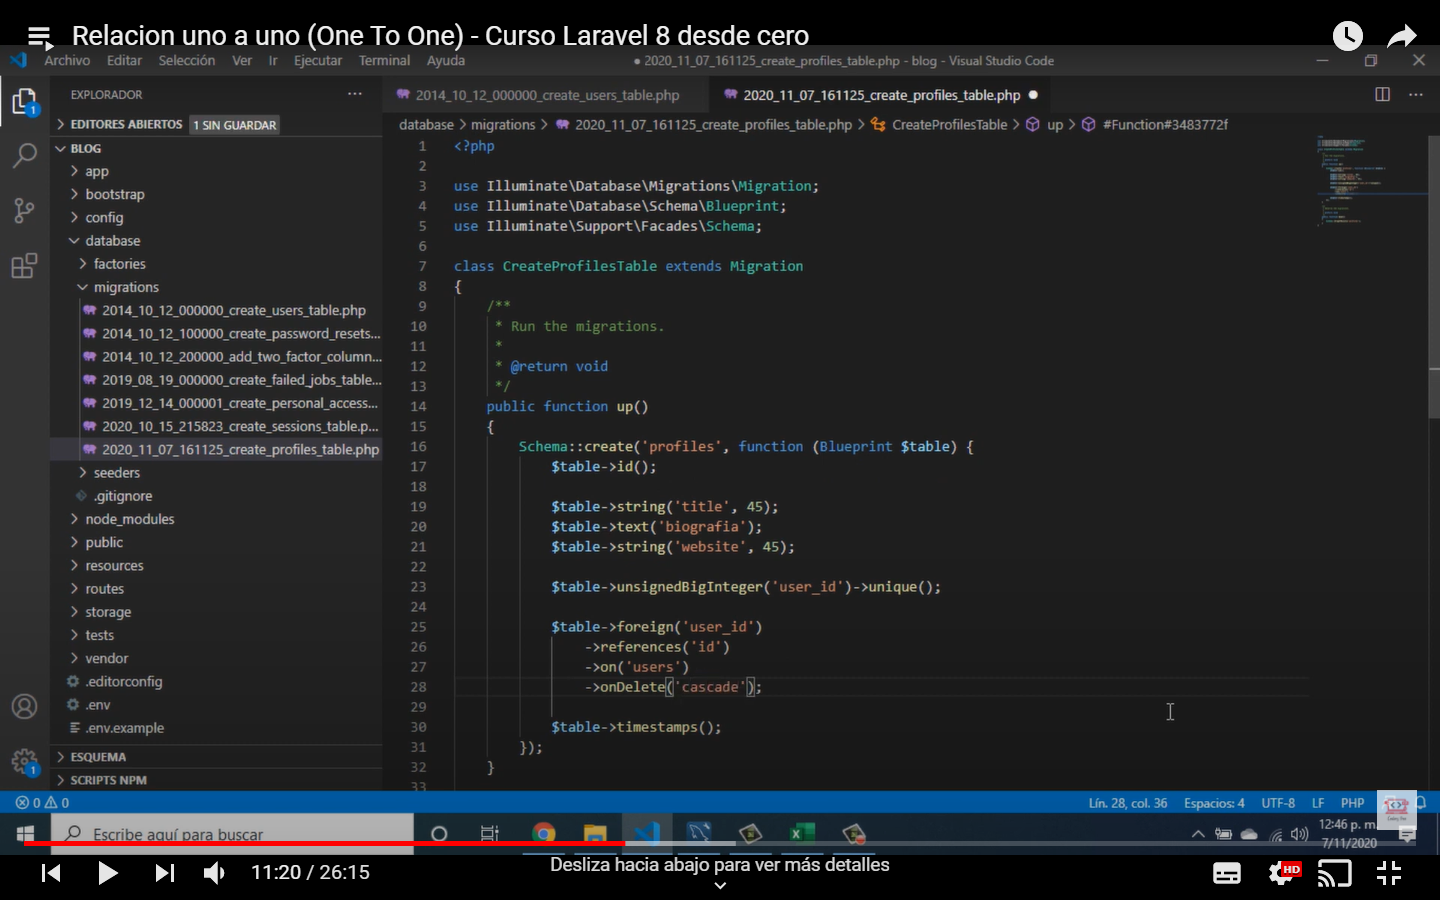 Relacion uno a uno (One To One) - Curso Laravel 8 desde cero
Archivo Editar Selección Ver Ir Ejecutar Terminal Ayuda
● 2020_11_07_161125_create_profiles_table.php - blog - Visual Studio Code
EXPLORADOR
2014_10_12_000000_create_users_table.php
2020_11_07_161125_create_profiles_table.php
EDITORES ABIERTOS 1 SIN GUARDAR
database > migrations > 2020_11_07_161125_create_profiles_table.php > CreateProfilesTable > up > #Function#3483772f
BLOG
app
bootstrap
config
database
factories
migrations
2014_10_12_000000_create_users_table.php
2014_10_12_100000_create_password_resets...
2014_10_12_200000_add_two_factor_column...
2019_08_19_000000_create_failed_jobs_table...
2019_12_14_000001_create_personal_access...
2020_10_15_215823_create_sessions_table.p...
2020_11_07_161125_create_profiles_table.php
seeders
.gitignore
node_modules
public
resources
routes
storage
tests
vendor
.editorconfig
.env
.env.example
ESQUEMA
SCRIPTS NPM
1 <?php
2
3 use Illuminate\Database\Migrations\Migration;
4 use Illuminate\Database\Schema\Blueprint;
5 use Illuminate\Support\Facades\Schema;
6
7 class CreateProfilesTable extends Migration
8 {
9 /**
10 * Run the migrations.
11 *
12 * @return void
13 */
14 public function up()
15 {
16 Schema::create('profiles', function (Blueprint $table) {
17 $table->id();
18
19 $table->string('title', 45);
20 $table->text('biografia');
21 $table->string('website', 45);
22
23 $table->unsignedBigInteger('user_id')->unique();
24
25 $table->foreign('user_id')
26 ->references('id')
27 ->on('users')
28 ->onDelete('cascade');
29
30 $table->timestamps();
31 });
32 }
33
1
1
0 0
Lín. 28, col. 36 Espacios: 4 UTF-8 LF PHP
Escribe aquí para buscar
12:46 p. m.
7/11/2020
11:20 / 26:15
Desliza hacia abajo para ver más detalles
HD